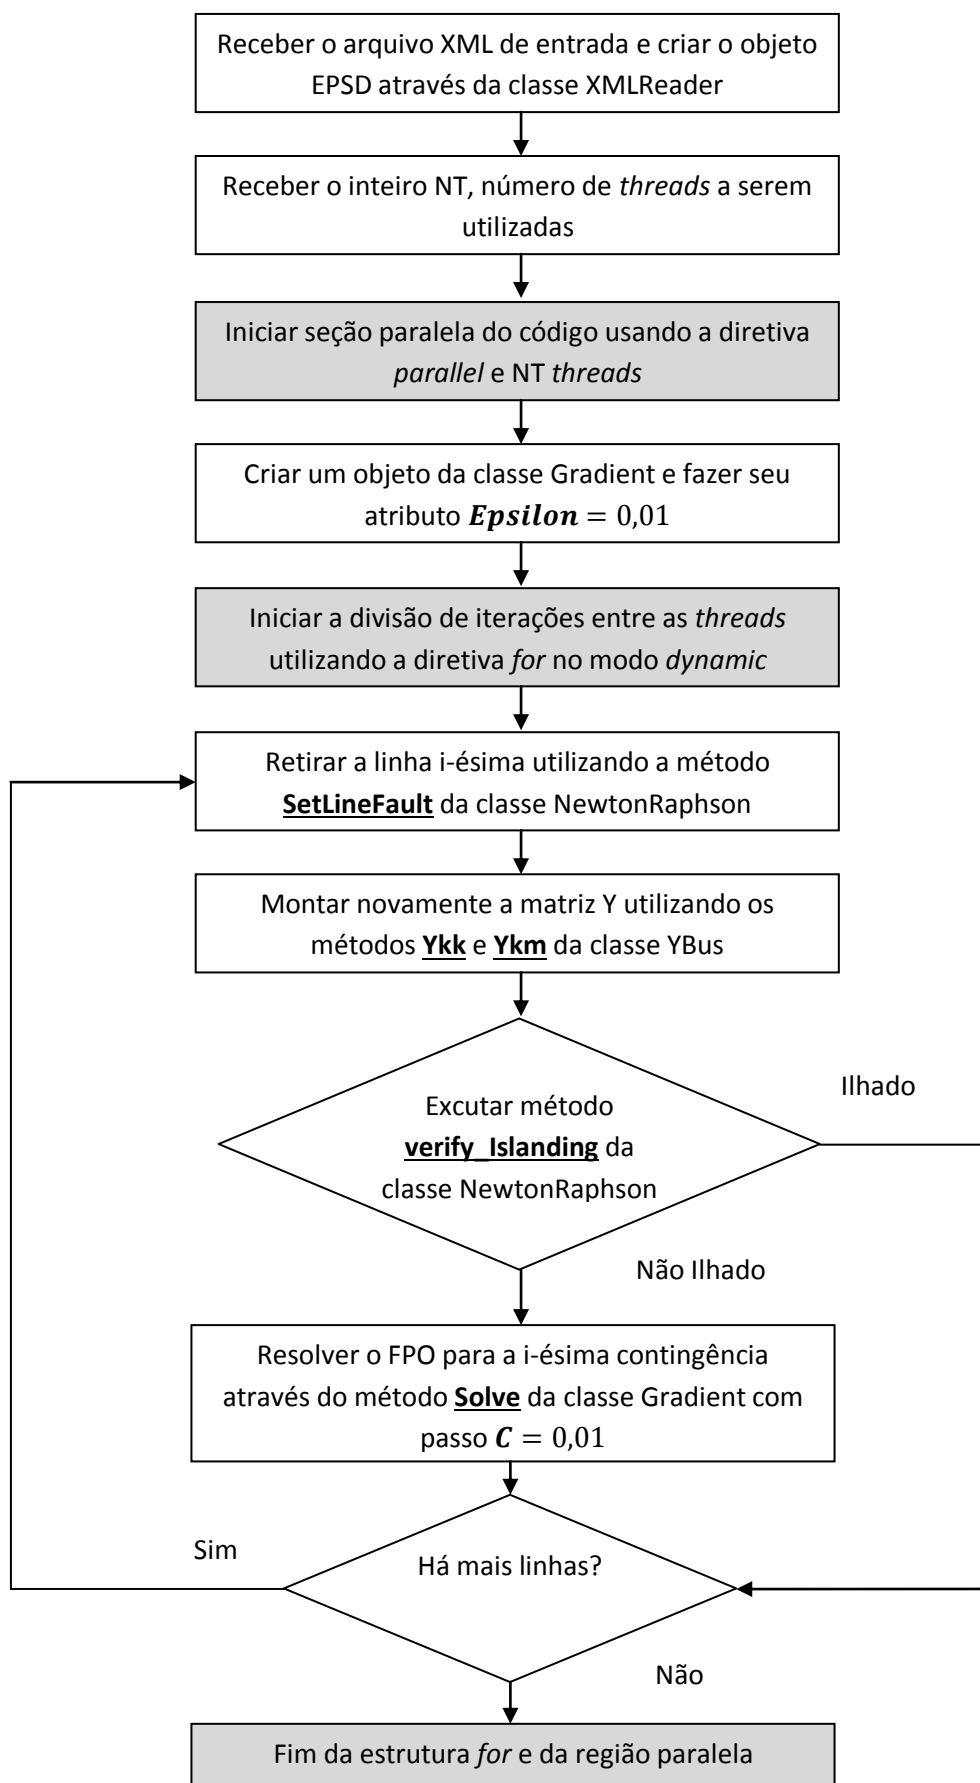 Receber o arquivo XML de entrada e criar o objeto
EPSD através da classe XMLReader
Receber o inteiro NT, número de threads a serem
utilizadas
Iniciar seção paralela do código usando a diretiva
parallel e NT threads
Criar um objeto da classe Gradient e fazer seu
atributo Epsilon = 0,01
Iniciar a divisão de iterações entre as threads
utilizando a diretiva for no modo dynamic
Retirar a linha i-ésima utilizando a método
SetLineFault da classe NewtonRaphson
Montar novamente a matriz Y utilizando os
métodos Ykk e Ykm da classe YBus
Ilhado
Excutar método
verify_Islanding da
classe NewtonRaphson
Não Ilhado
Resolver o FPO para a i-ésima contingência
através do método Solve da classe Gradient com
passo C = 0,01
Sim
Há mais linhas?
Não
Fim da estrutura for e da região paralela